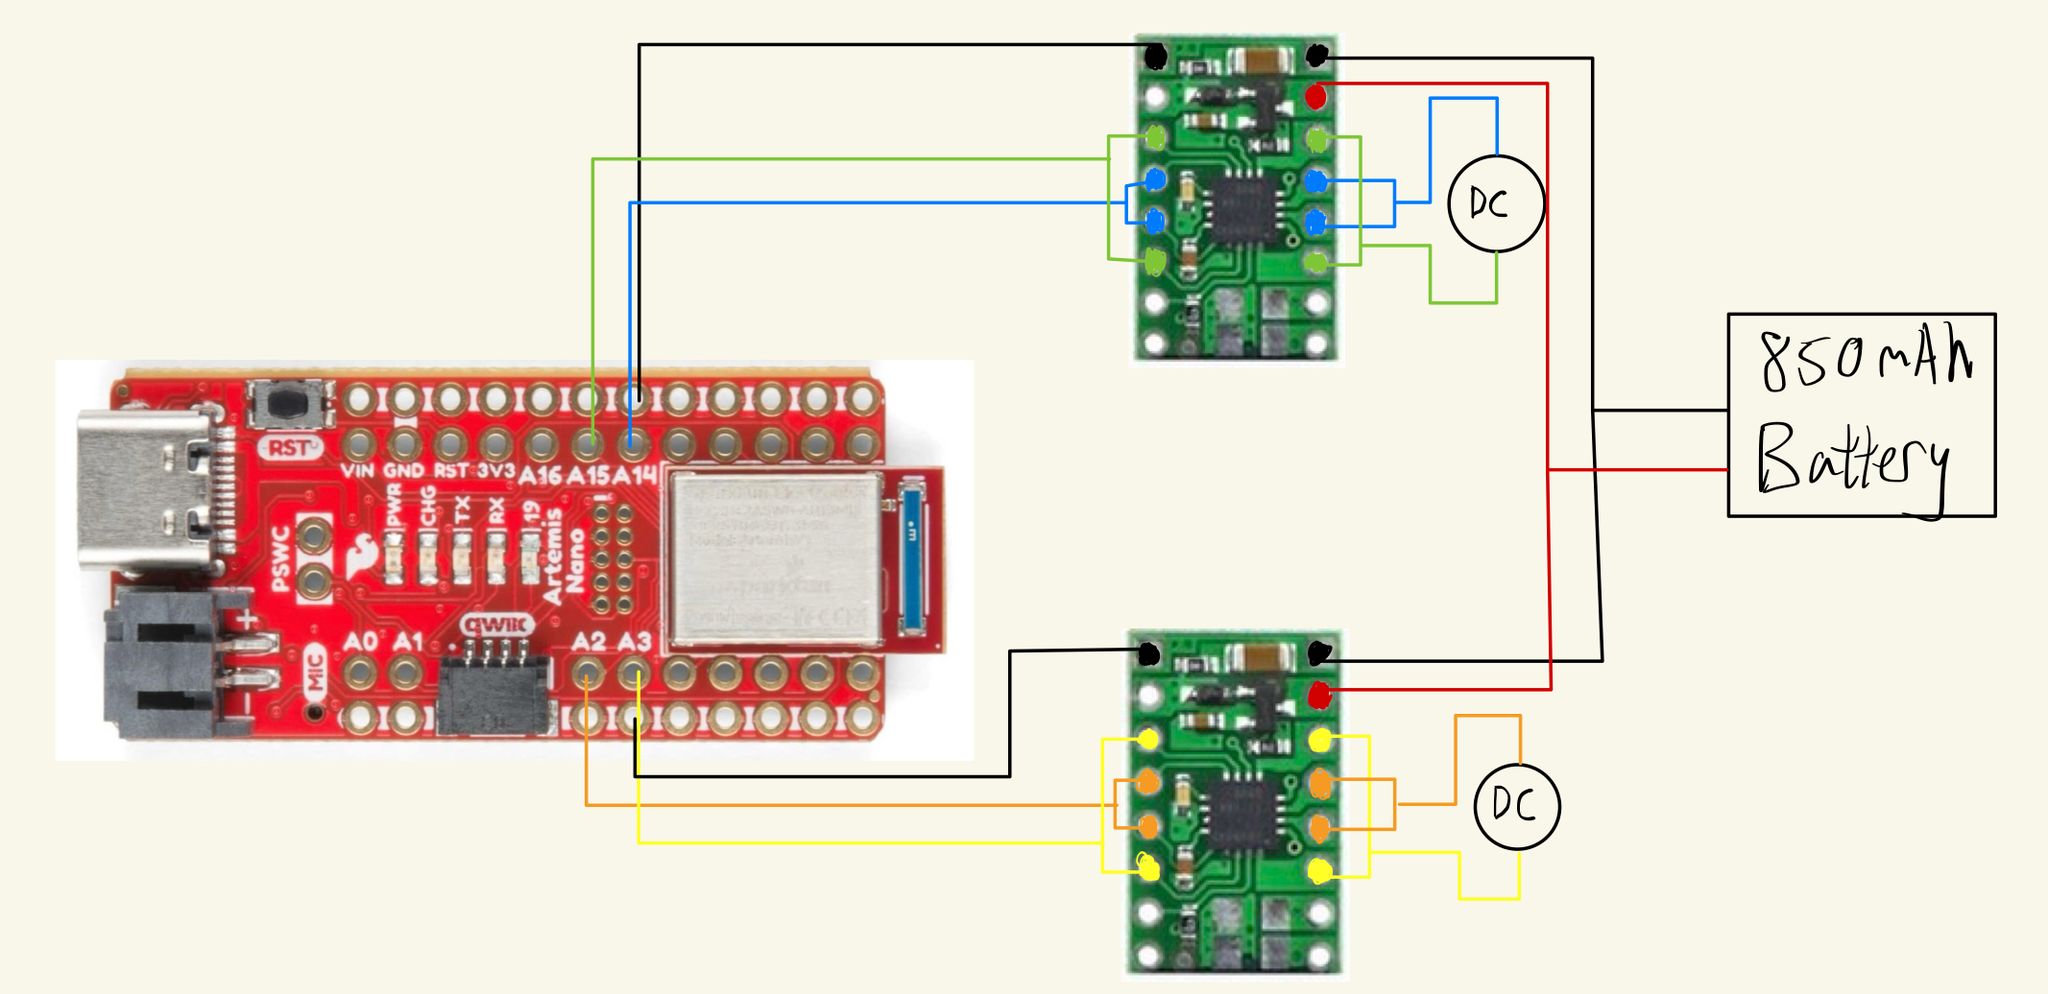 DC
850mAh
Battery
RST
VIN GND RST 3V3 A16 A15 A14
PWR
CHG
TX
RX
19
PSWC
Artemis
Nano
QWIIC
A0 A1
A2 A3
MIC
+
-
DC